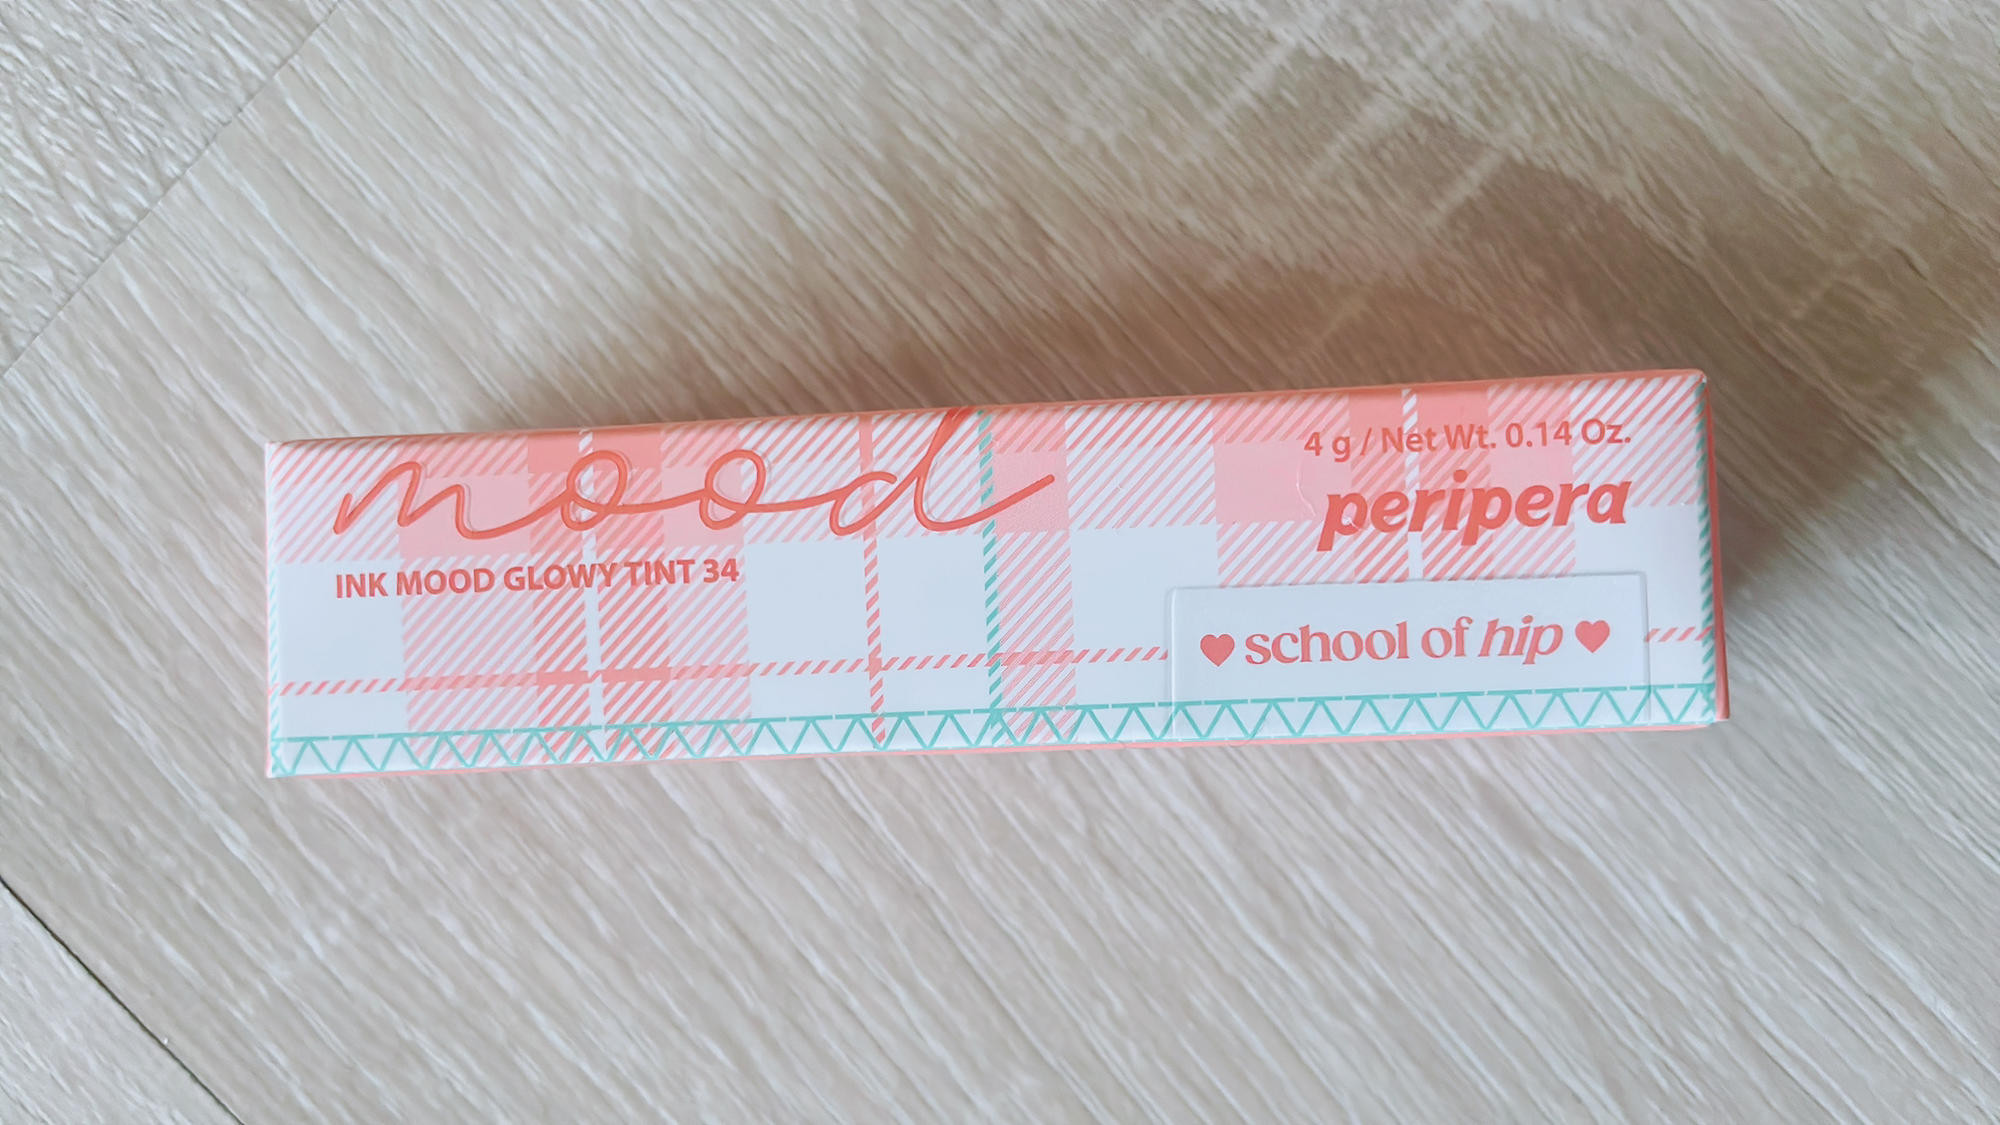 mood
INK MOOD GLOWY TINT 34
4 g / Net Wt. 0.14 Oz.
peripera
♥ school of hip ♥